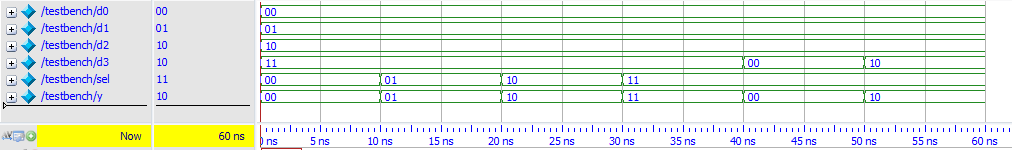 /testbench/d0 00 00
/testbench/d1 01 01
/testbench/d2 10 10
/testbench/d3 10 11 00 10
/testbench/sel 11 00 01 10 11
/testbench/y 10 00 01 10 11 00 10
Now 60 ns 0 ns 5 ns 10 ns 15 ns 20 ns 25 ns 30 ns 35 ns 40 ns 45 ns 50 ns 55 ns 60 ns